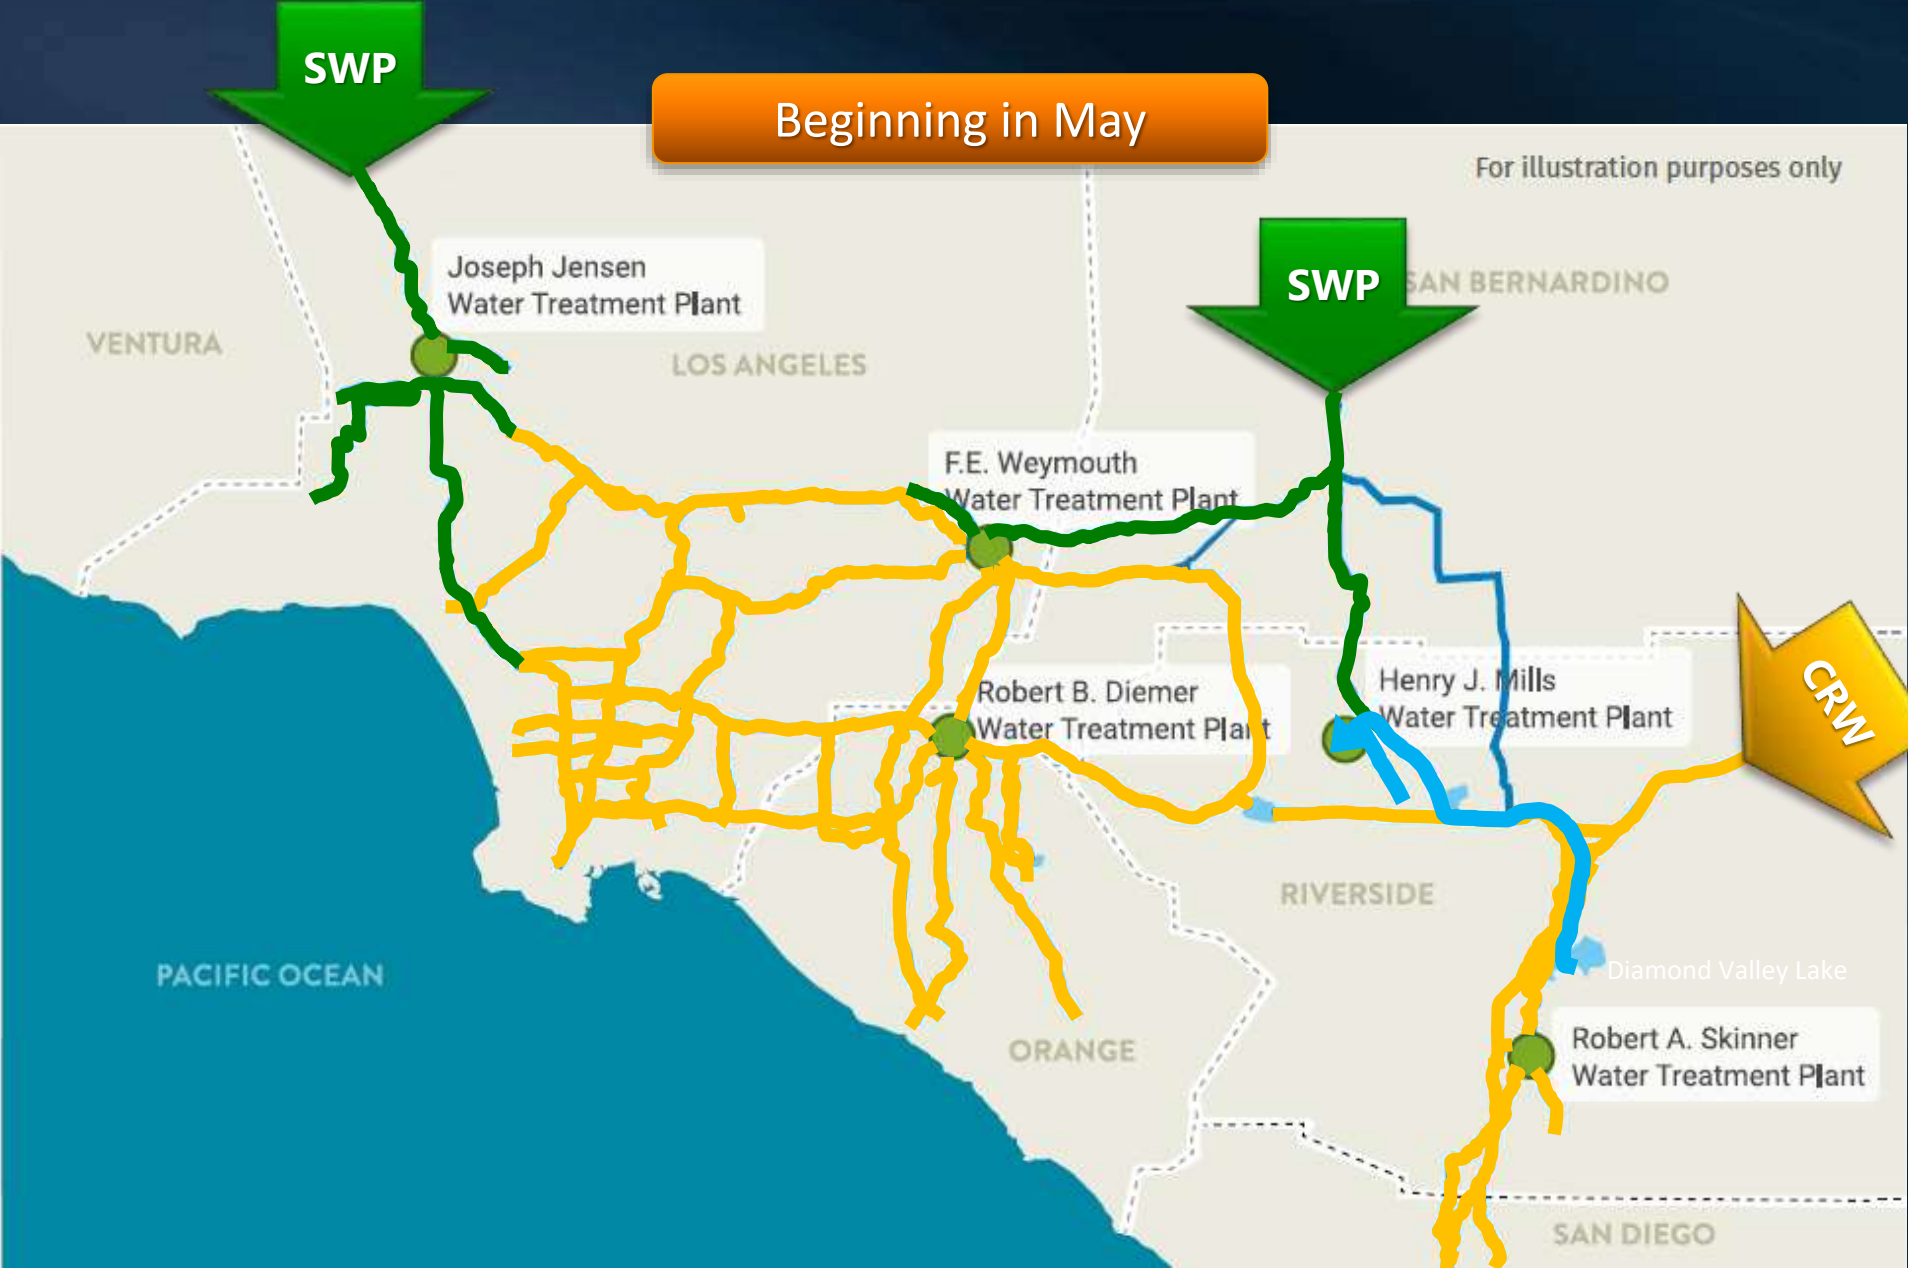 SWP
Beginning in May
For illustration purposes only
Joseph Jensen
Water Treatment Plant
SWP
SAN BERNARDINO
VENTURA
LOS ANGELES
F.E. Weymouth
Water Treatment Plant
CRW
Robert B. Diemer
Water Treatment Plant
Henry J. Mills
Water Treatment Plant
RIVERSIDE
PACIFIC OCEAN
Diamond Valley Lake
ORANGE
Robert A. Skinner
Water Treatment Plant
SAN DIEGO